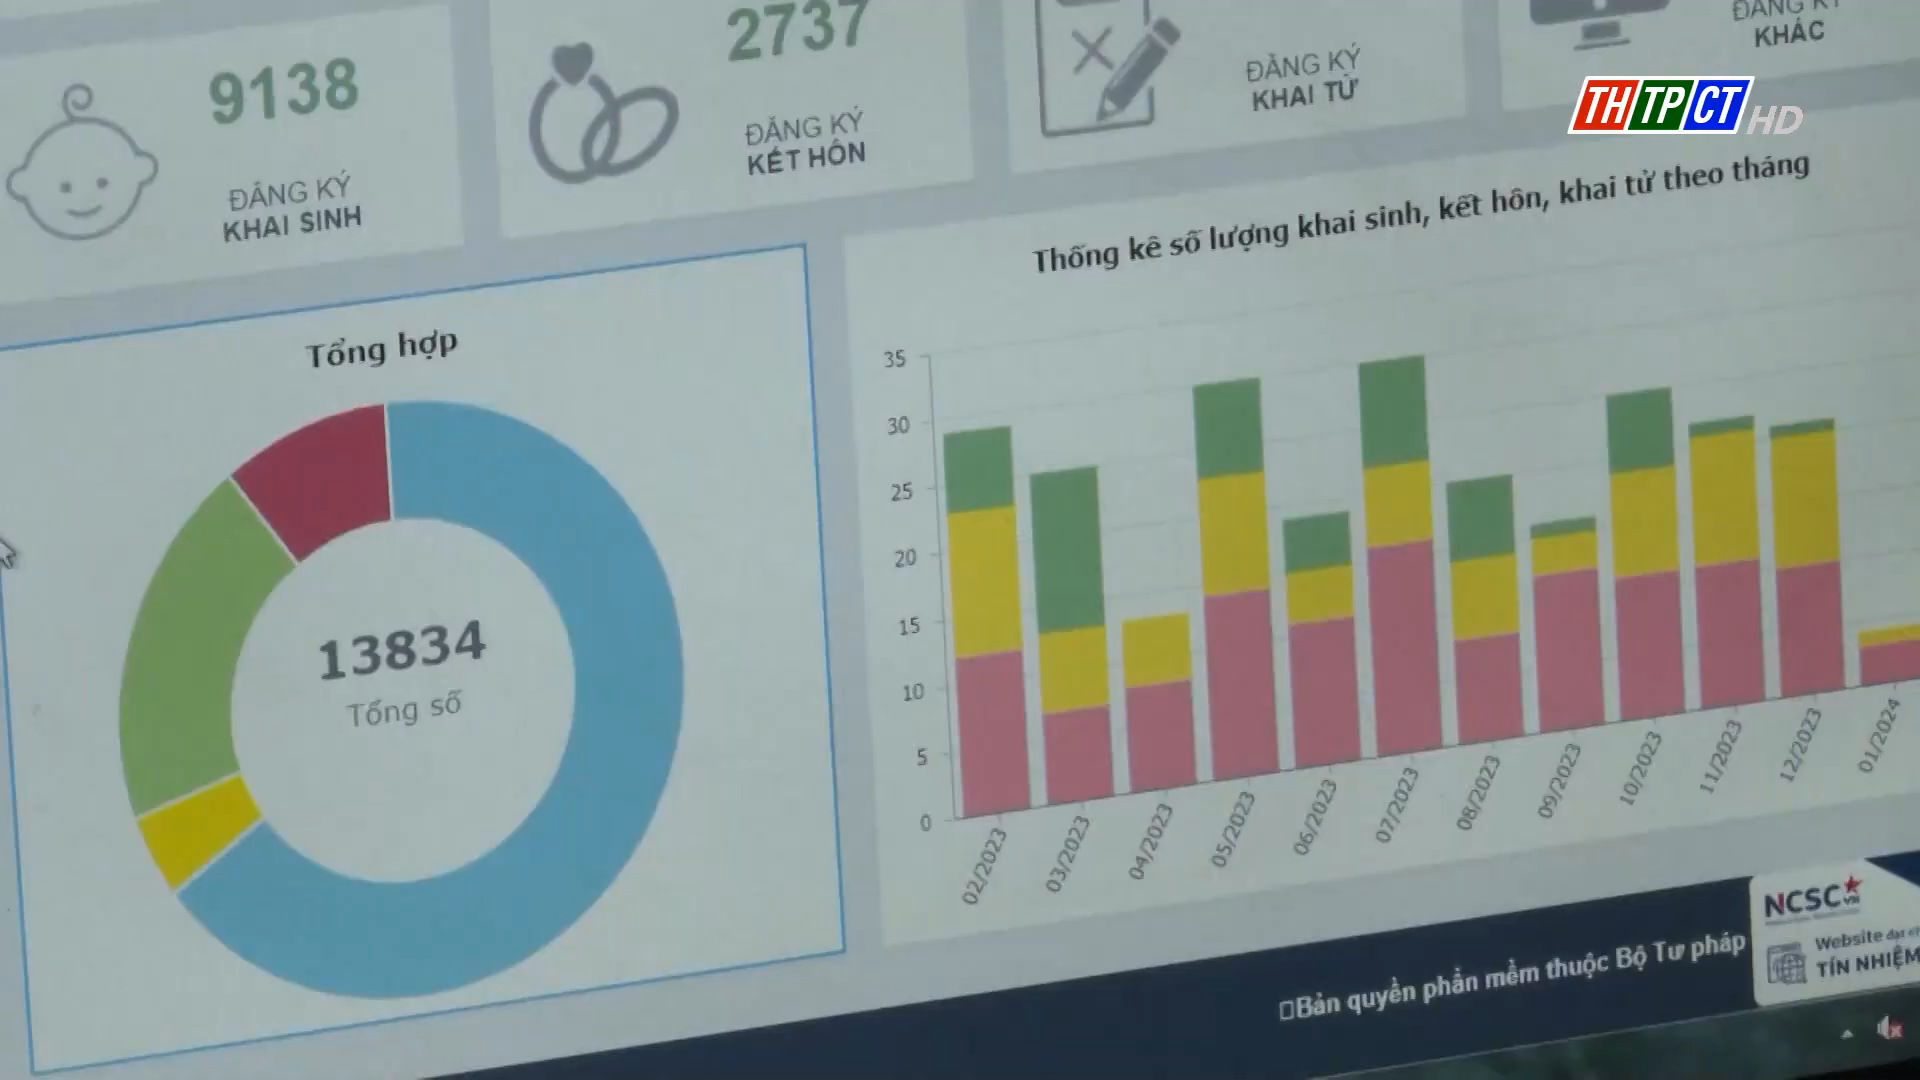 9138
ĐĂNG KÝ
KHAI SINH
2737
ĐĂNG KÝ
KẾT HÔN
ĐĂNG KÝ
KHAI TỬ
ĐĂNG KÝ
KHÁC
THTPCT HD
Tổng hợp
13834
Tổng số
Thống kê số lượng khai sinh, kết hôn, khai tử theo tháng
35
30
25
20
15
10
5
0
02/2023
03/2023
04/2023
05/2023
06/2023
07/2023
08/2023
09/2023
10/2023
11/2023
12/2023
01/2024
Bản quyền phần mềm thuộc Bộ Tư pháp
NCSC
Website đạt
TÍN NHIỆM